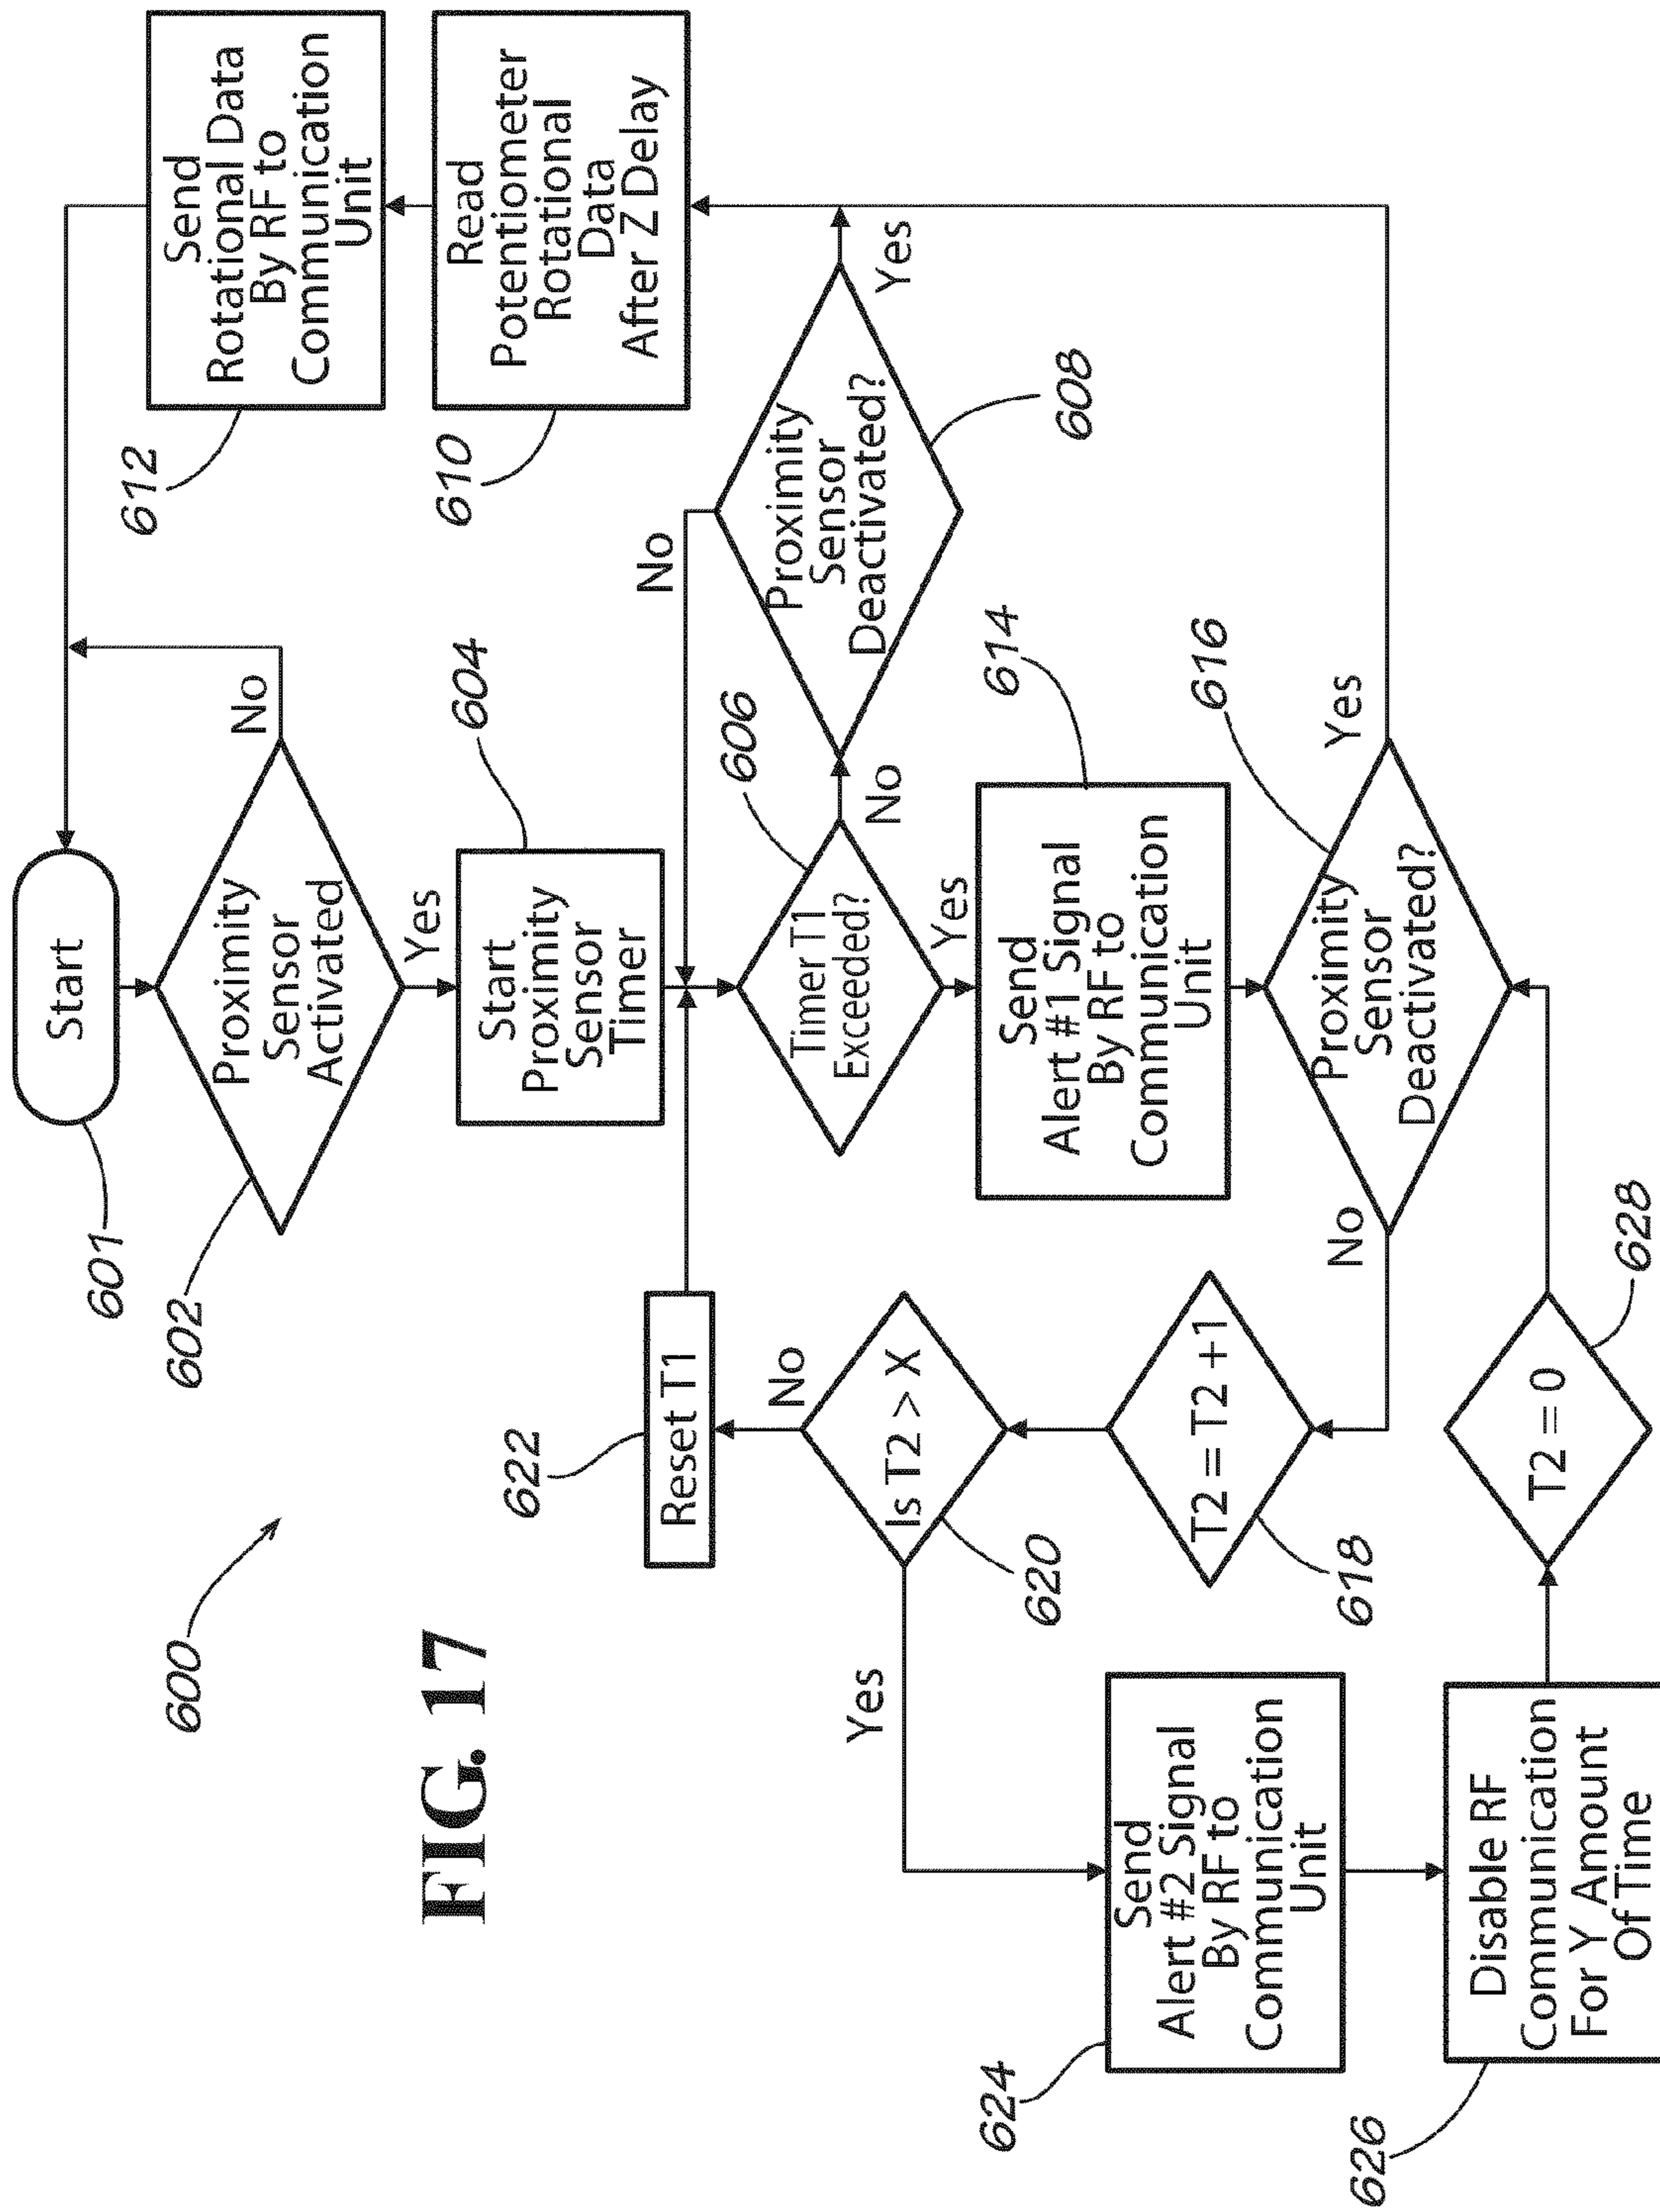 FIG. 17
600
Start
601
Proximity
Sensor
Activated
602
No
Yes
Start
Proximity
Sensor
Timer
604
Timer T1
Exceeded?
606
No
Yes
Proximity
Sensor
Deactivated?
608
No
Yes
Read
Potentiometer
Rotational
Data
After Z Delay
610
Send
Rotational Data
By RF to
Communication
Unit
612
Send
Alert #1 Signal
By RF to
Communication
Unit
614
Proximity
Sensor
Deactivated?
616
Yes
No
T2 = T2 +1
618
Is T2 > X
620
No
Yes
Reset T1
622
Send
Alert #2 Signal
By RF to
Communication
Unit
624
Disable RF
Communication
For Y Amount
Of Time
626
T2 = 0
628